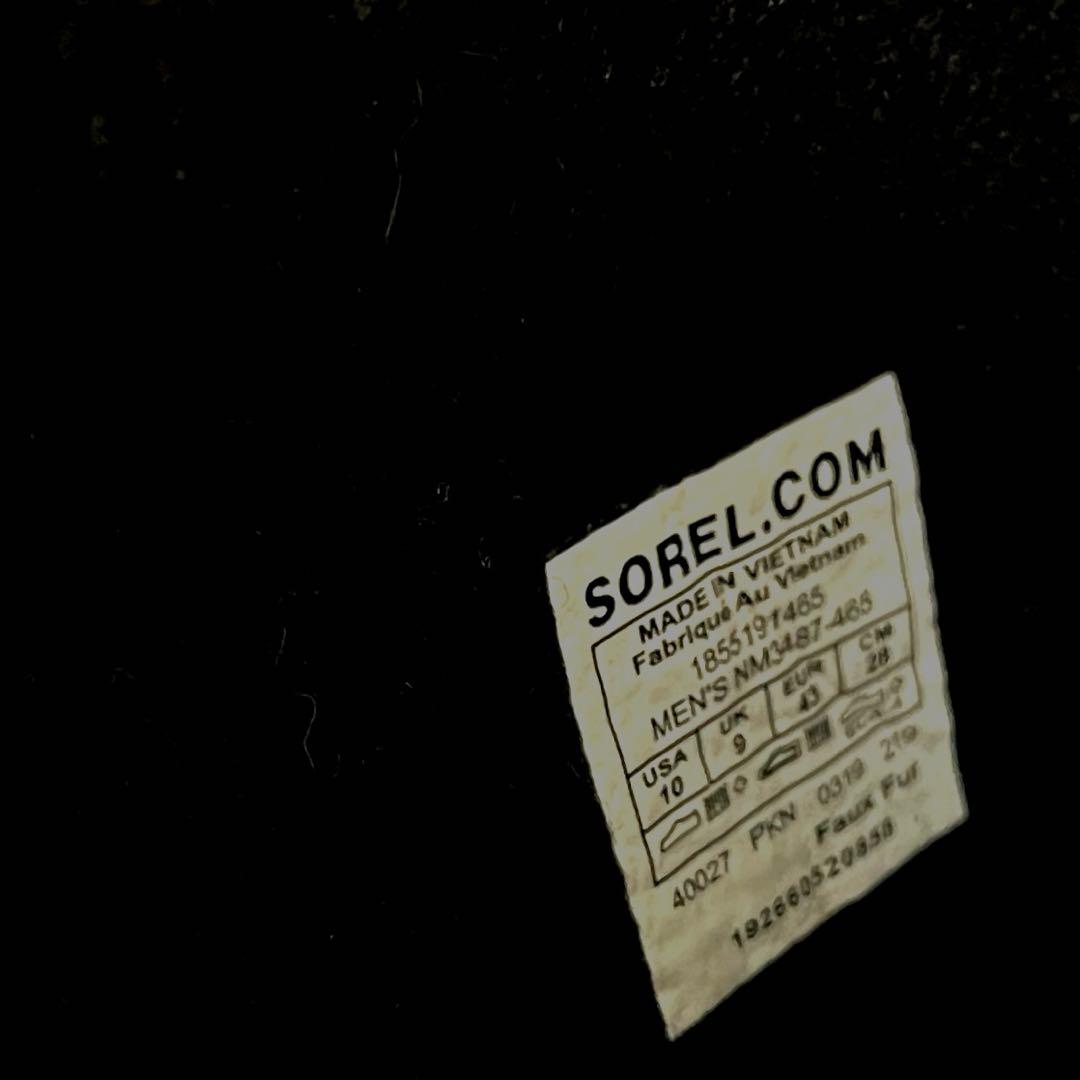 SOREL.COM
MADE IN VIETNAM
Fabriqué Au Vietnam
1855191465
MEN'S NM3487-465
USA UK EUR CM
10 9 43 28
40027 PKN 0319 219
Faux Fur
192660520858